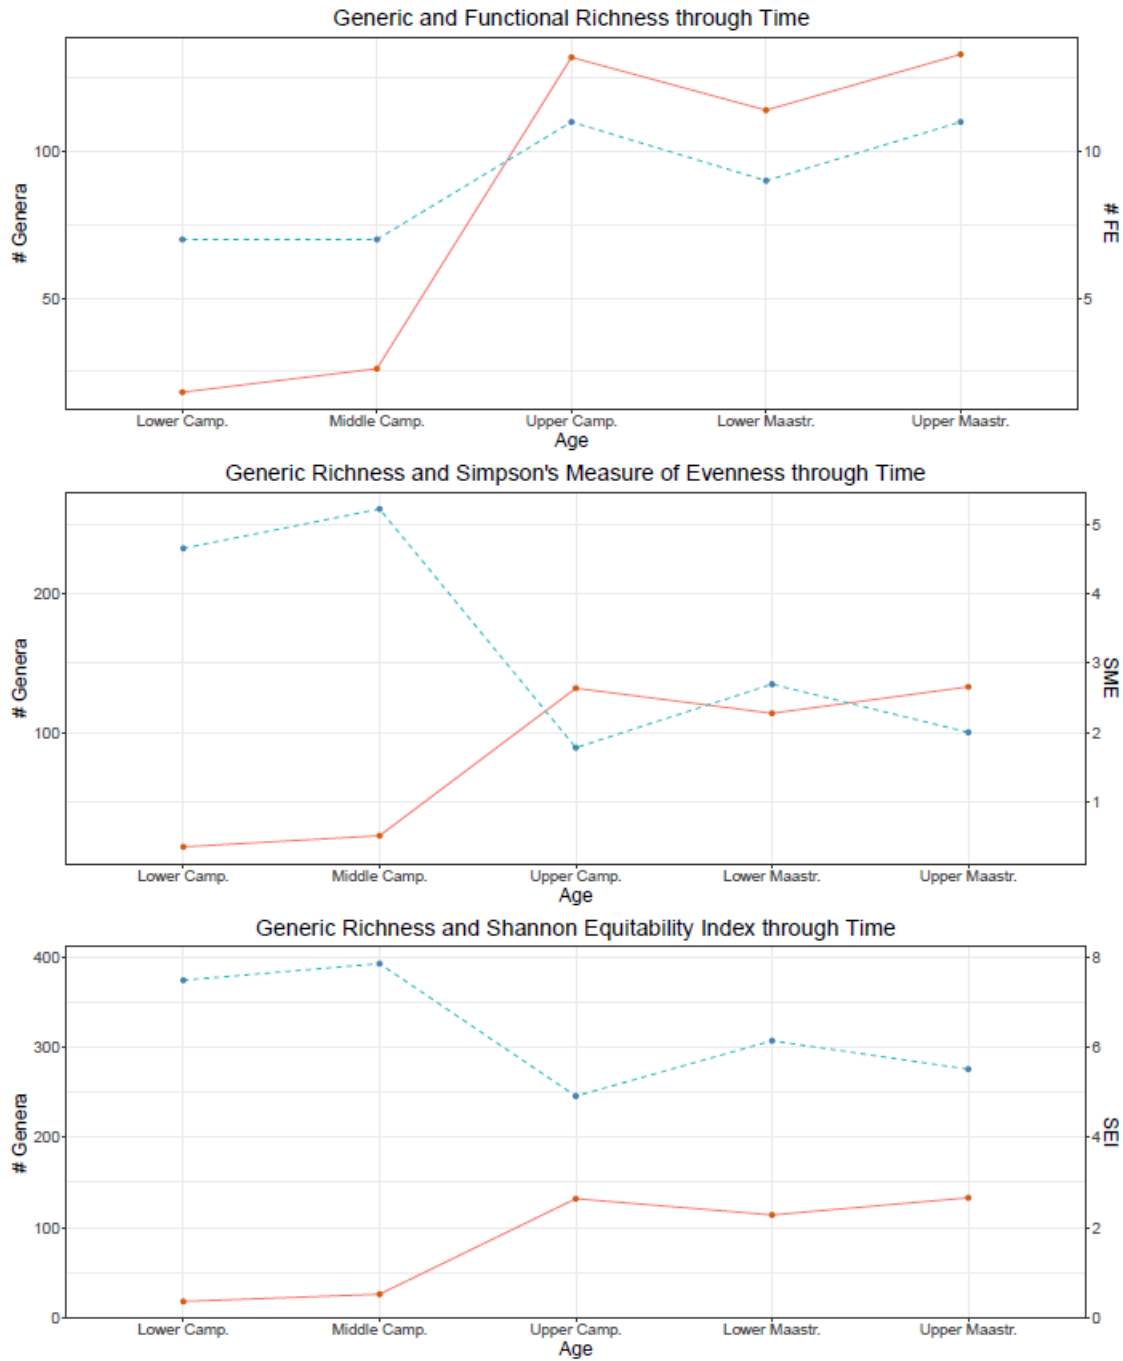 Generic and Functional Richness through Time
100
50
# Genera
10
5
# FE
Lower Camp. Middle Camp. Upper Camp. Lower Maastr. Upper Maastr.
Age
Generic Richness and Simpson's Measure of Evenness through Time
200
100
# Genera
5
4
3
2
1
SME
Lower Camp. Middle Camp. Upper Camp. Lower Maastr. Upper Maastr.
Age
Generic Richness and Shannon Equitability Index through Time
400
300
200
100
0
# Genera
8
6
4
2
0
SEI
Lower Camp. Middle Camp. Upper Camp. Lower Maastr. Upper Maastr.
Age